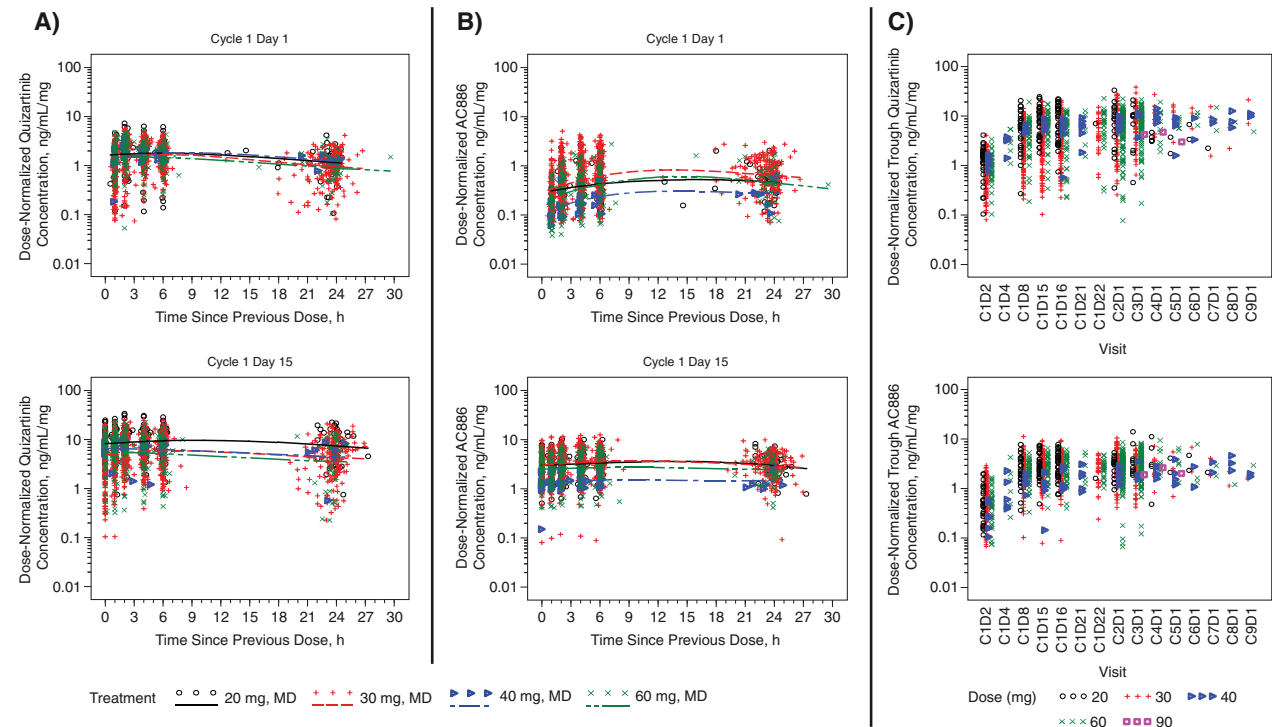 A)
Cycle 1 Day 1
Dose-Normalized Quizartinib
Concentration, ng/mL/mg
100
10
1
0.1
0.01
0 3 6 9 12 15 18 21 24 27 30
Time Since Previous Dose, h
Cycle 1 Day 15
Dose-Normalized Quizartinib
Concentration, ng/mL/mg
100
10
1
0.1
0.01
0 3 6 9 12 15 18 21 24 27 30
Time Since Previous Dose, h
B)
Cycle 1 Day 1
Dose-Normalized AC886
Concentration, ng/mL/mg
100
10
1
0.1
0.01
0 3 6 9 12 15 18 21 24 27 30
Time Since Previous Dose, h
Cycle 1 Day 15
Dose-Normalized AC886
Concentration, ng/mL/mg
100
10
1
0.1
0.01
0 3 6 9 12 15 18 21 24 27 30
Time Since Previous Dose, h
Treatment 20 mg, MD 30 mg, MD 40 mg, MD 60 mg, MD
C)
Dose-Normalized Trough Quizartinib
Concentration, ng/mL/mg
100
10
1
0.1
0.01
C1D2 C1D4 C1D8 C1D15 C1D16 C1D21 C1D22 C2D1 C3D1 C4D1 C5D1 C6D1 C7D1 C8D1 C9D1
Visit
Dose-Normalized Trough AC886
Concentration, ng/mL/mg
100
10
1
0.1
0.01
C1D2 C1D4 C1D8 C1D15 C1D16 C1D21 C1D22 C2D1 C3D1 C4D1 C5D1 C6D1 C7D1 C8D1 C9D1
Visit
Dose (mg) 20 30 40
60 90